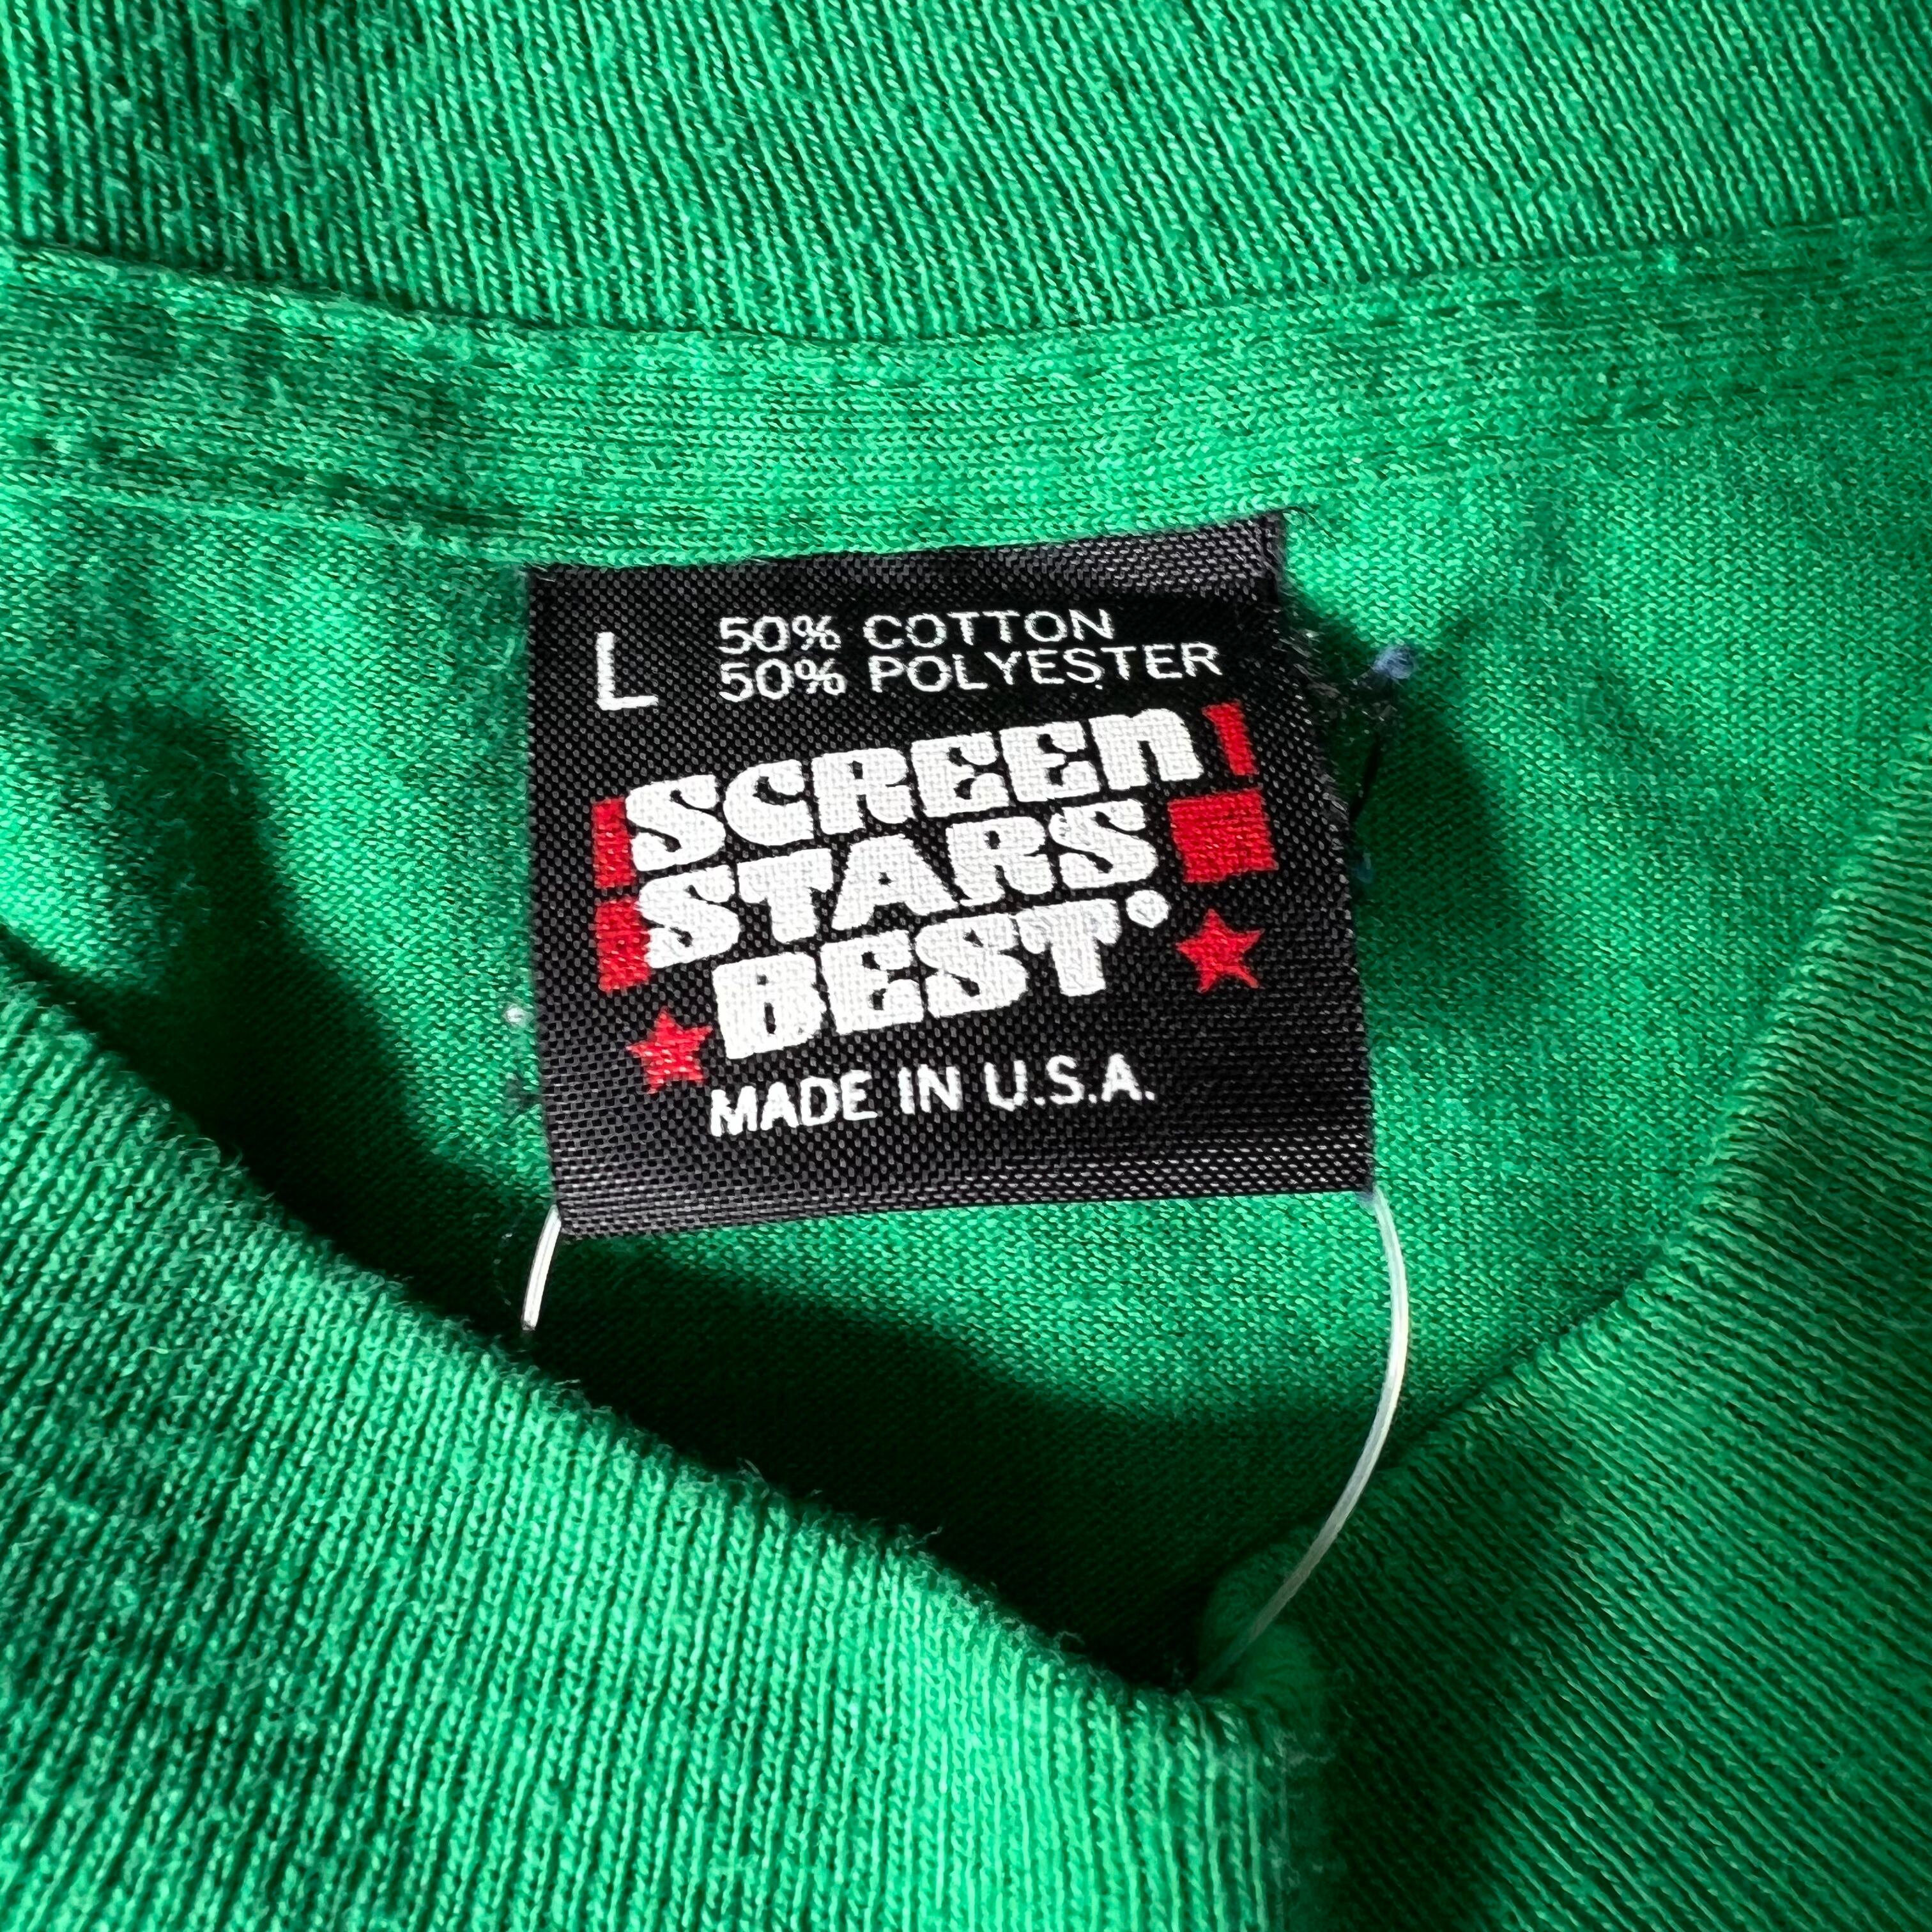 L 50% COTTON
50% POLYESTER
SCREEN
STARS
BEST®
MADE IN U.S.A.